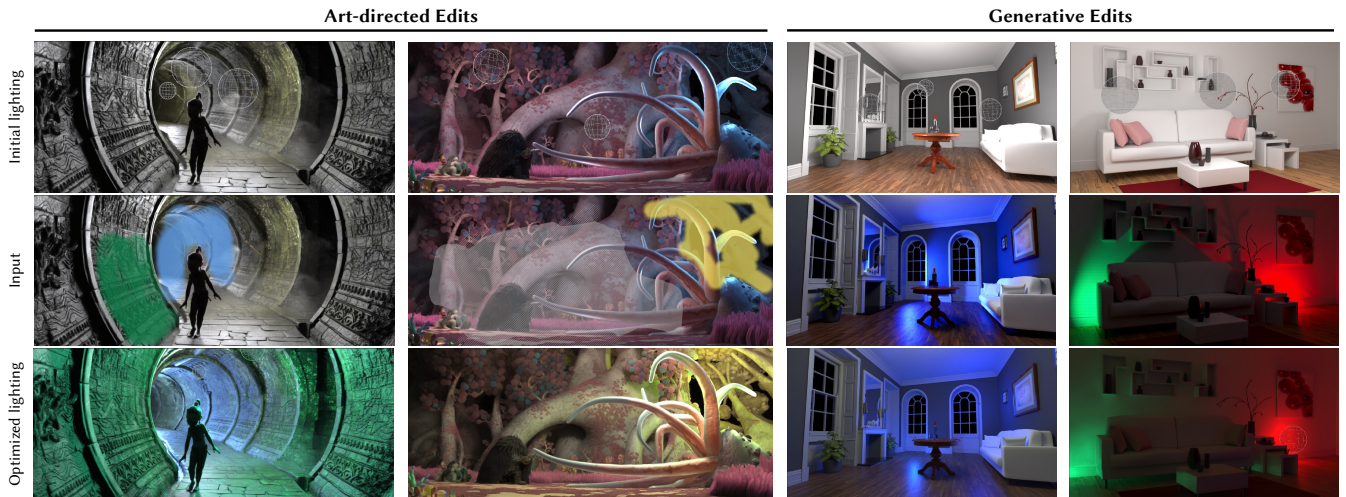 Art-directed Edits
Generative Edits
Initial lighting
Input
Optimized lighting